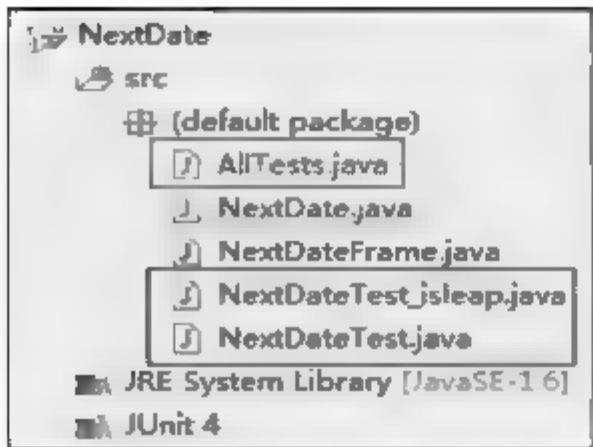 NextDate
src
(default package)
AllTests.java
NextDate.java
NextDateFrame.java
NextDateTest_isleap.java
NextDateTest.java
JRE System Library [JavaSE-1 6]
JUnit 4